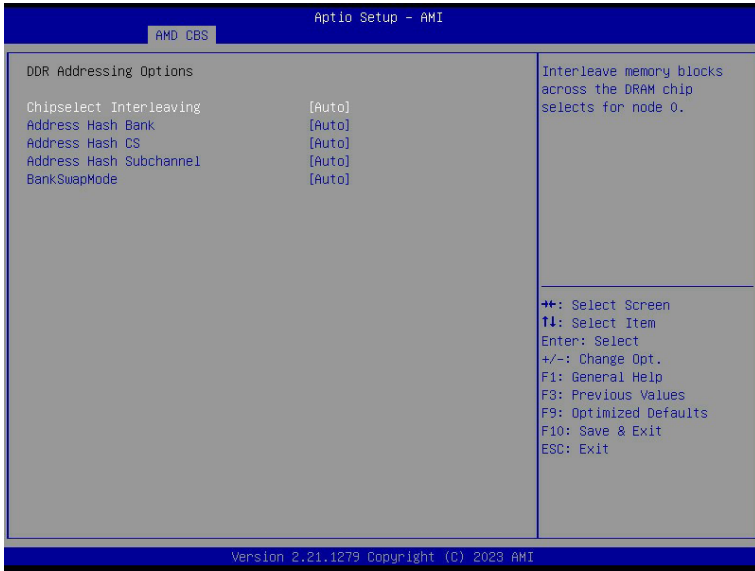 Aptio Setup – AMI
AMD CBS
DDR Addressing Options
Chipselect Interleaving [Auto]
Address Hash Bank [Auto]
Address Hash CS [Auto]
Address Hash Subchannel [Auto]
BankSwapMode [Auto]
Interleave memory blocks
across the DRAM chip
selects for node 0.
→←: Select Screen
↑↓: Select Item
Enter: Select
+/-: Change Opt.
F1: General Help
F3: Previous Values
F9: Optimized Defaults
F10: Save & Exit
ESC: Exit
Version 2.21.1279 Copyright (C) 2023 AMI